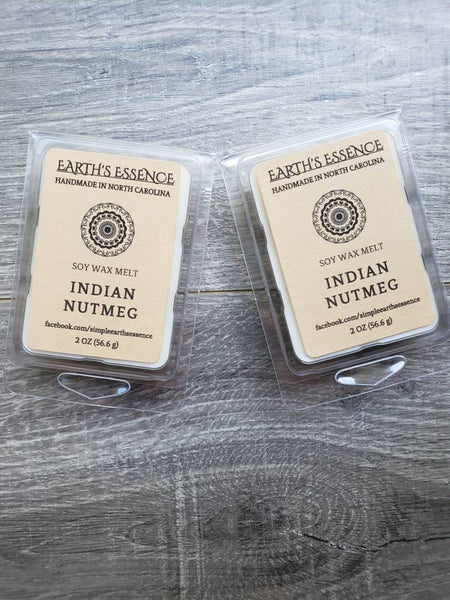 EARTH'S ESSENCE
HANDMADE IN NORTH CAROLINA
SOY WAX MELT
INDIAN
NUTMEG
facebook.com/simpleearthsessence
2 OZ (56.6 g)
EARTH'S ESSENCE
HANDMADE IN NORTH CAROLINA
SOY WAX MELT
INDIAN
NUTMEG
facebook.com/simpleearthsessence
2 OZ (56.6 g)